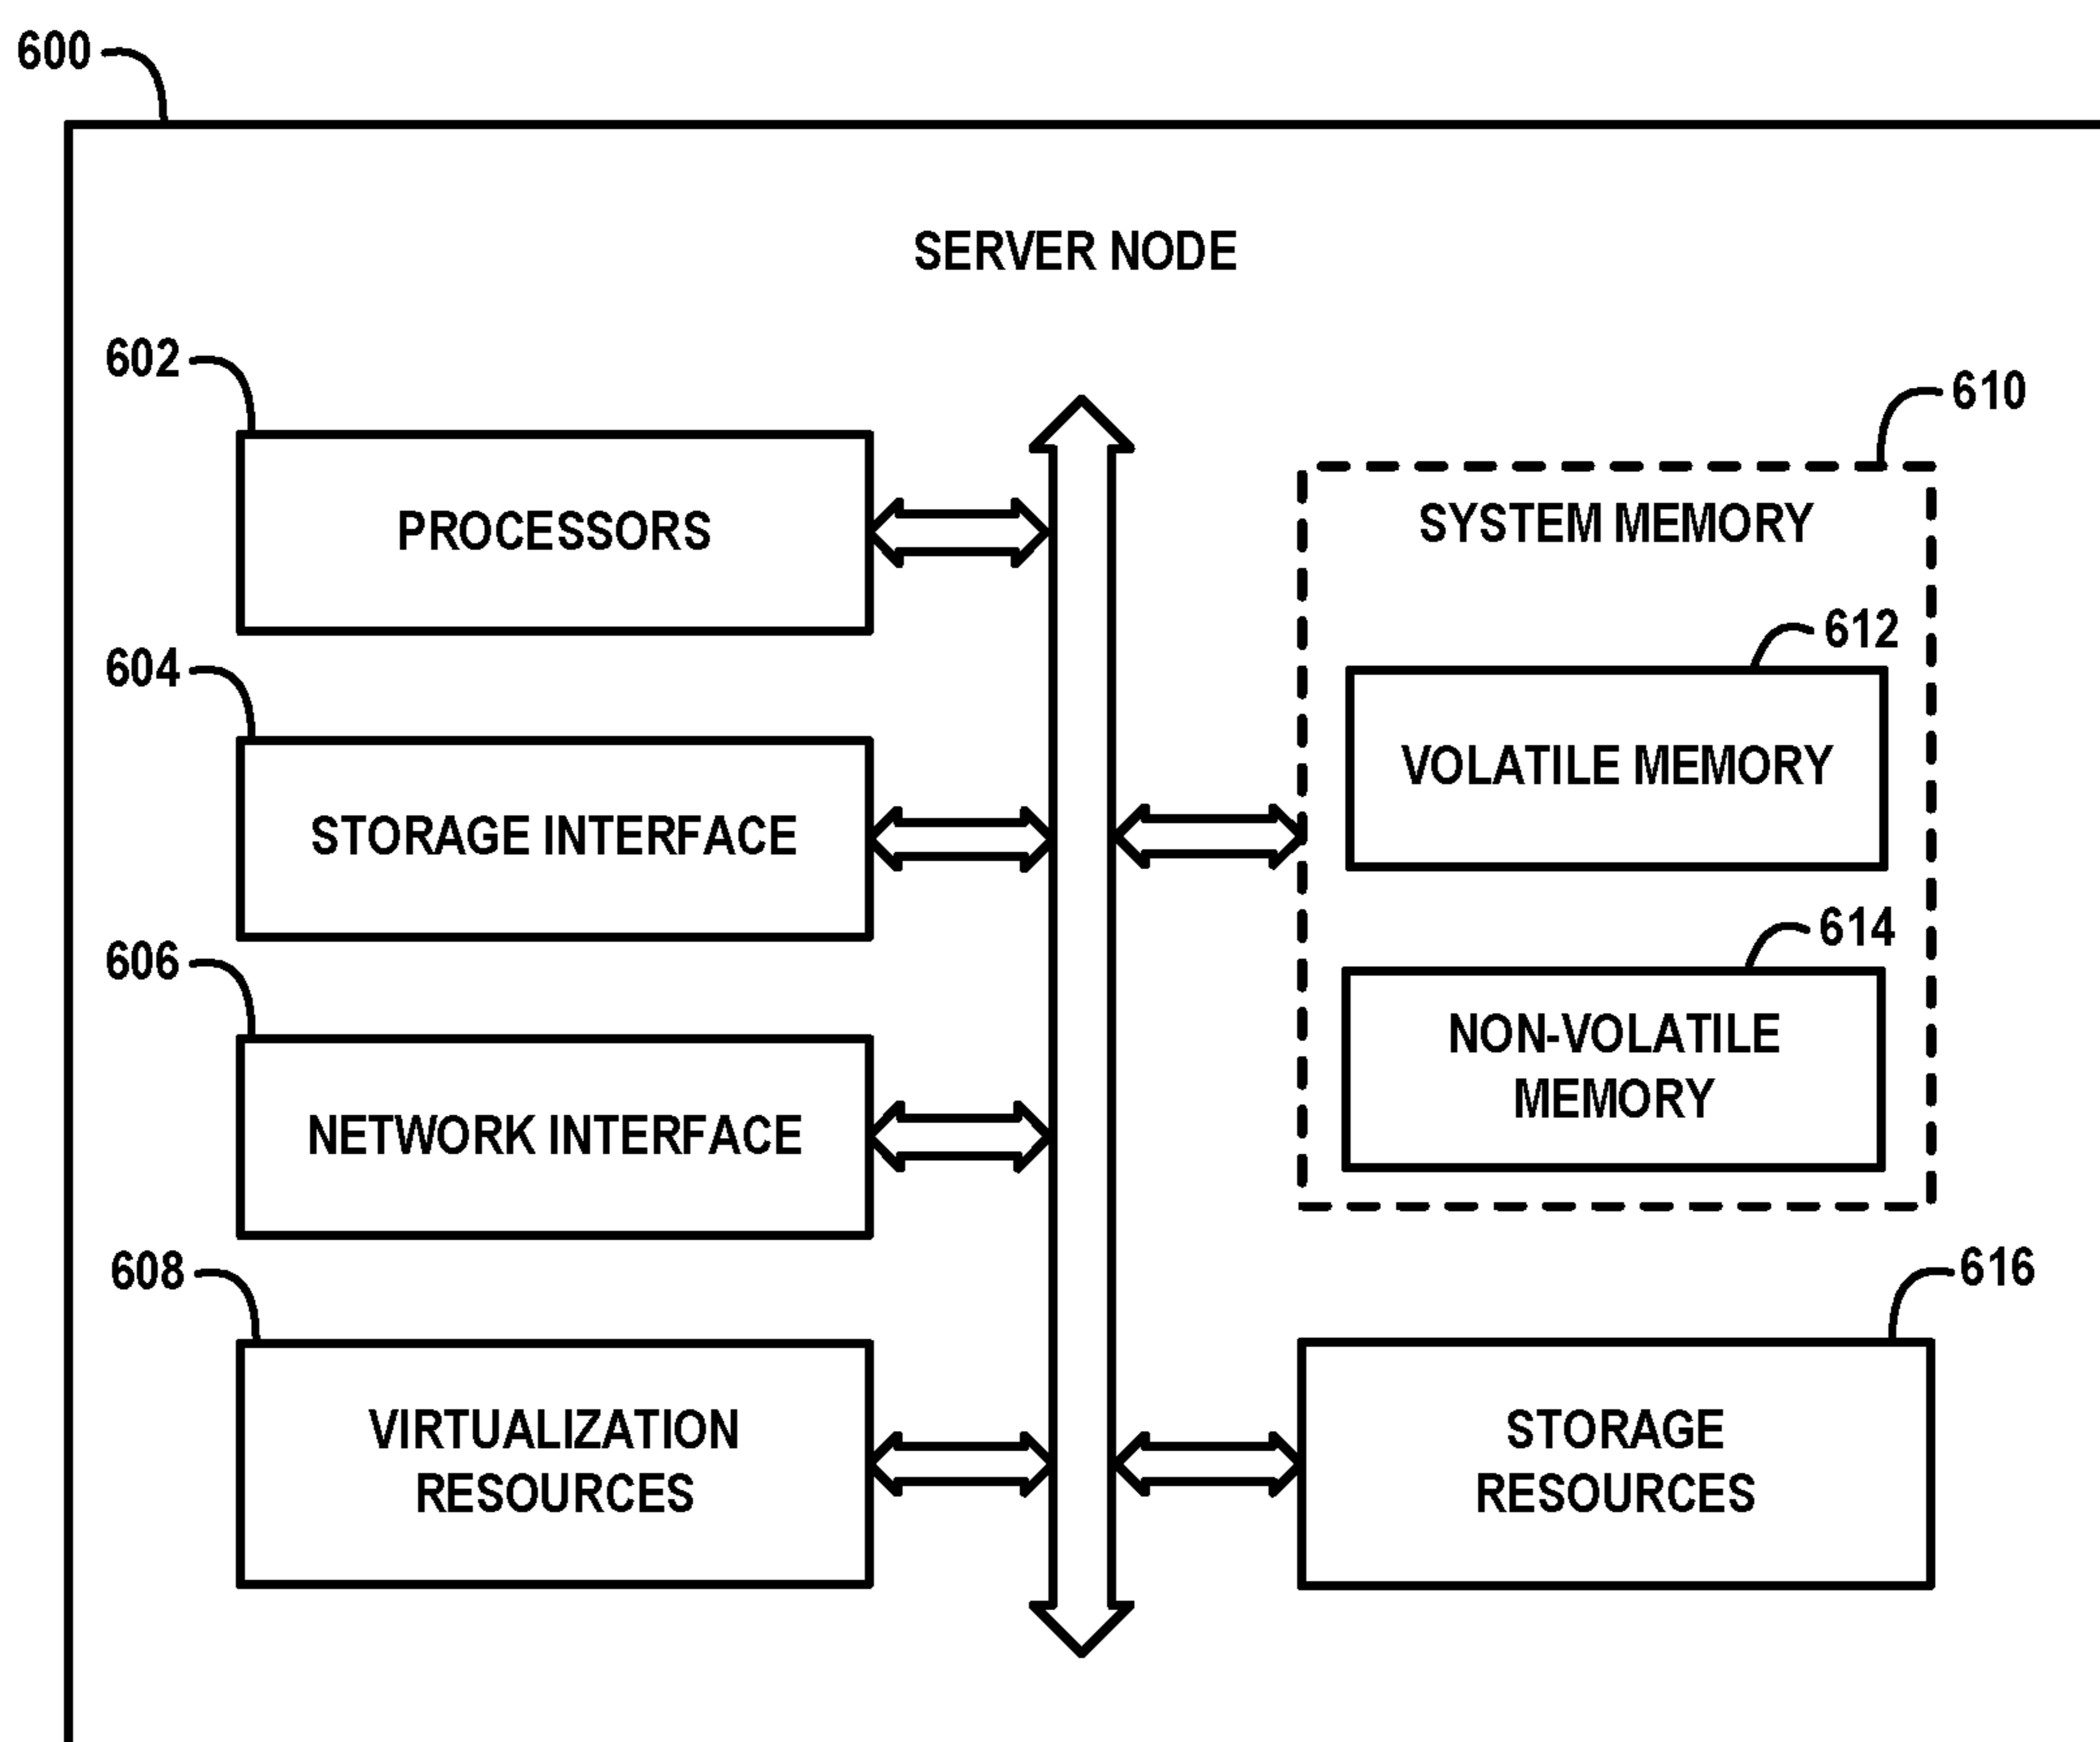 600
SERVER NODE
602
610
PROCESSORS
SYSTEM MEMORY
612
604
VOLATILE MEMORY
STORAGE INTERFACE
614
606
NON-VOLATILE
MEMORY
NETWORK INTERFACE
608
616
VIRTUALIZATION
RESOURCES
STORAGE
RESOURCES